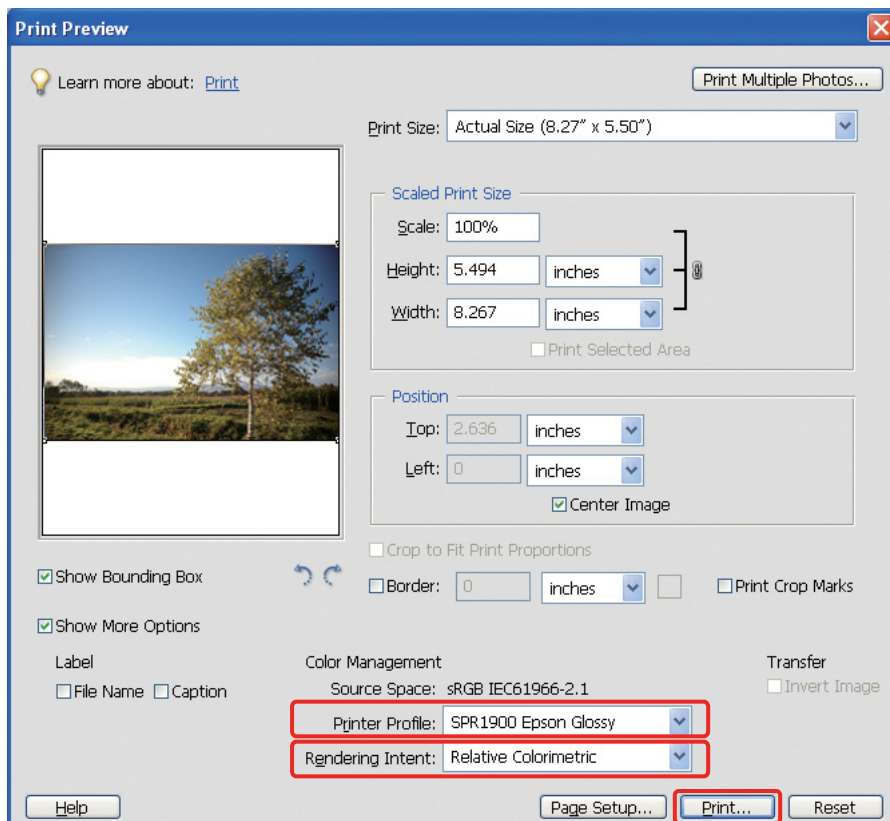 Print Preview
Learn more about: Print
Print Multiple Photos...
Print Size: Actual Size (8.27" x 5.50")
Scaled Print Size
Scale: 100%
Height: 5.494 inches
Width: 8.267 inches
Print Selected Area
Position
Top: 2.636 inches
Left: 0 inches
Center Image
Crop to Fit Print Proportions
Show Bounding Box
Border: 0 inches Print Crop Marks
Show More Options
Label
File Name Caption
Color Management
Source Space: sRGB IEC61966-2.1
Printer Profile: SPR1900 Epson Glossy
Rendering Intent: Relative Colorimetric
Transfer
Invert Image
Help Page Setup... Print... Reset